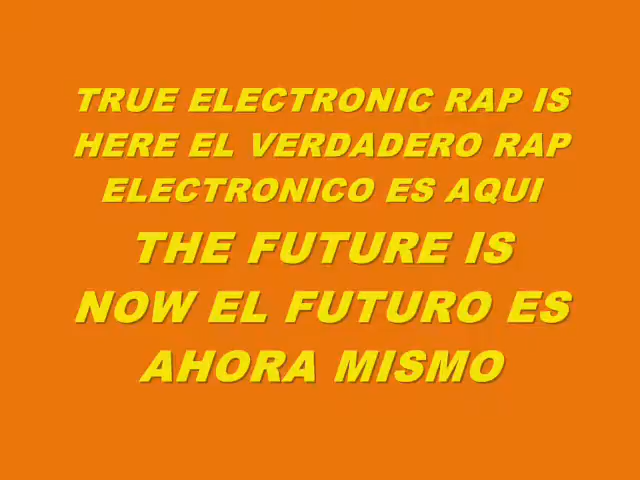 TRUE ELECTRONIC RAP IS
HERE EL VERDADERO RAP
ELECTRONICO ES AQUI
THE FUTURE IS
NOW EL FUTURO ES
AHORA MISMO